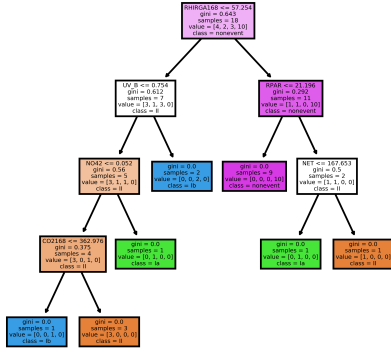 RHIRGA168 <= 57.254
gini = 0.643
samples = 18
value = [4, 2, 3, 10]
class = nonevent
UV_B <= 0.754
gini = 0.612
samples = 7
value = [3, 1, 3, 0]
class = II
RPAR <= 21.196
gini = 0.292
samples = 11
value = [1, 1, 0, 10]
class = nonevent
NO42 <= 0.052
gini = 0.56
samples = 5
value = [3, 1, 1, 0]
class = II
gini = 0.0
samples = 2
value = [0, 0, 2, 0]
class = Ib
gini = 0.0
samples = 9
value = [0, 0, 0, 10]
class = nonevent
NET <= 167.653
gini = 0.5
samples = 2
value = [1, 1, 0, 0]
class = II
CO2168 <= 362.976
gini = 0.375
samples = 4
value = [3, 0, 1, 0]
class = II
gini = 0.0
samples = 1
value = [0, 1, 0, 0]
class = Ia
gini = 0.0
samples = 1
value = [0, 1, 0, 0]
class = Ia
gini = 0.0
samples = 1
value = [1, 0, 0, 0]
class = II
gini = 0.0
samples = 1
value = [0, 0, 1, 0]
class = Ib
gini = 0.0
samples = 3
value = [3, 0, 0, 0]
class = II